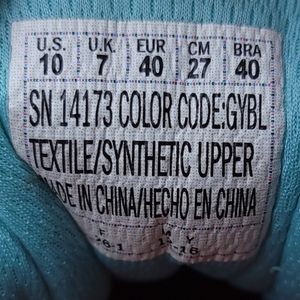 U.S. U.K. EUR CM BRA
10 7 40 27 40
SN 14173 COLOR CODE:GYBL
TEXTILE/SYNTHETIC UPPER
MADE IN CHINA/HECHO EN CHINA